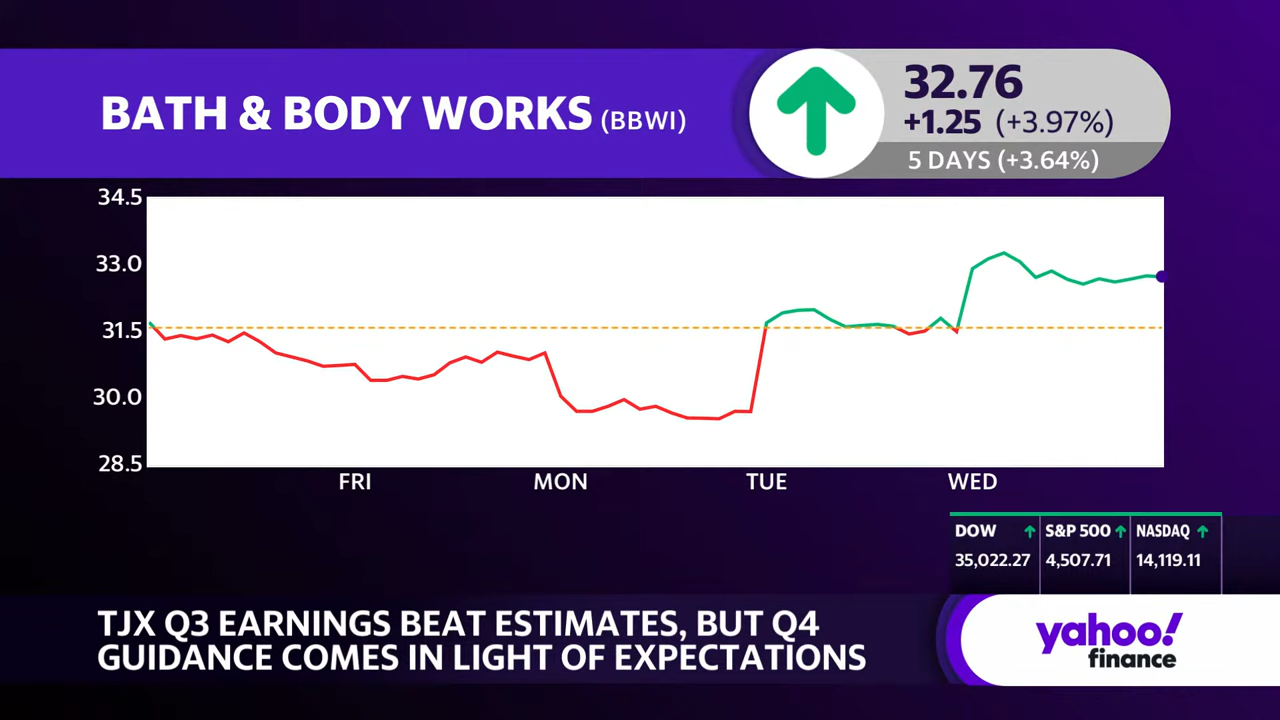 BATH & BODY WORKS (BBWI)
32.76
+1.25 (+3.97%)
5 DAYS (+3.64%)
34.5
33.0
31.5
30.0
28.5
FRI MON TUE WED
DOW S&P 500 NASDAQ
35,022.27 4,507.71 14,119.11
TJX Q3 EARNINGS BEAT ESTIMATES, BUT Q4
GUIDANCE COMES IN LIGHT OF EXPECTATIONS
yahoo!
finance